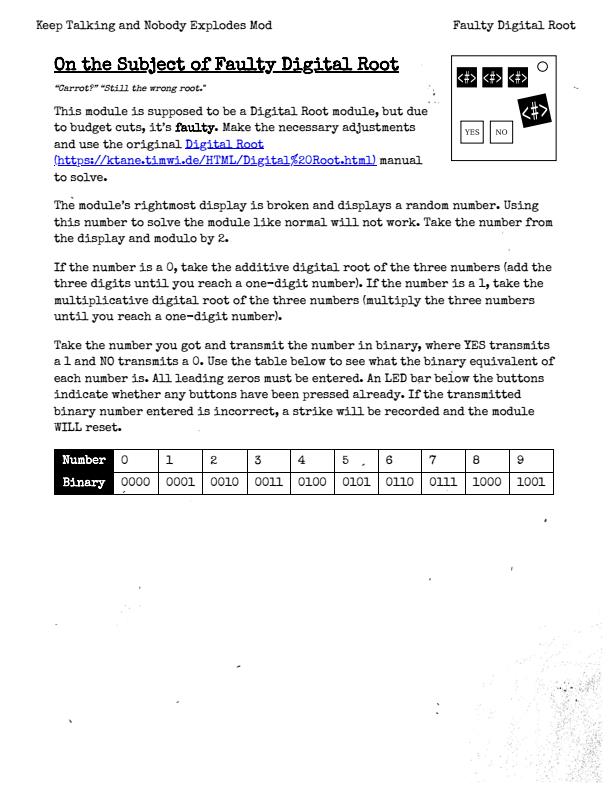 Keep Talking and Nobody Explodes Mod
Faulty Digital Root
On the Subject of Faulty Digital Root
"Carrot?" "Still the wrong root."
<#> <#> <#>
<#>
YES NO
This module is supposed to be a Digital Root module, but due
to budget cuts, it's faulty. Make the necessary adjustments
and use the original Digital Root
(https://ktane.timwi.de/HTML/Digital%20Root.html) manual
to solve.
The module's rightmost display is broken and displays a random number. Using
this number to solve the module like normal will not work. Take the number from
the display and modulo by 2.
If the number is a 0, take the additive digital root of the three numbers (add the
three digits until you reach a one-digit number). If the number is a 1, take the
multiplicative digital root of the three numbers (multiply the three numbers
until you reach a one-digit number).
Take the number you got and transmit the number in binary, where YES transmits
a 1 and NO transmits a 0. Use the table below to see what the binary equivalent of
each number is. All leading zeros must be entered. An LED bar below the buttons
indicate whether any buttons have been pressed already. If the transmitted
binary number entered is incorrect, a strike will be recorded and the module
WILL reset.
Number 0 1 2 3 4 5 6 7 8 9
Binary 0000 0001 0010 0011 0100 0101 0110 0111 1000 1001